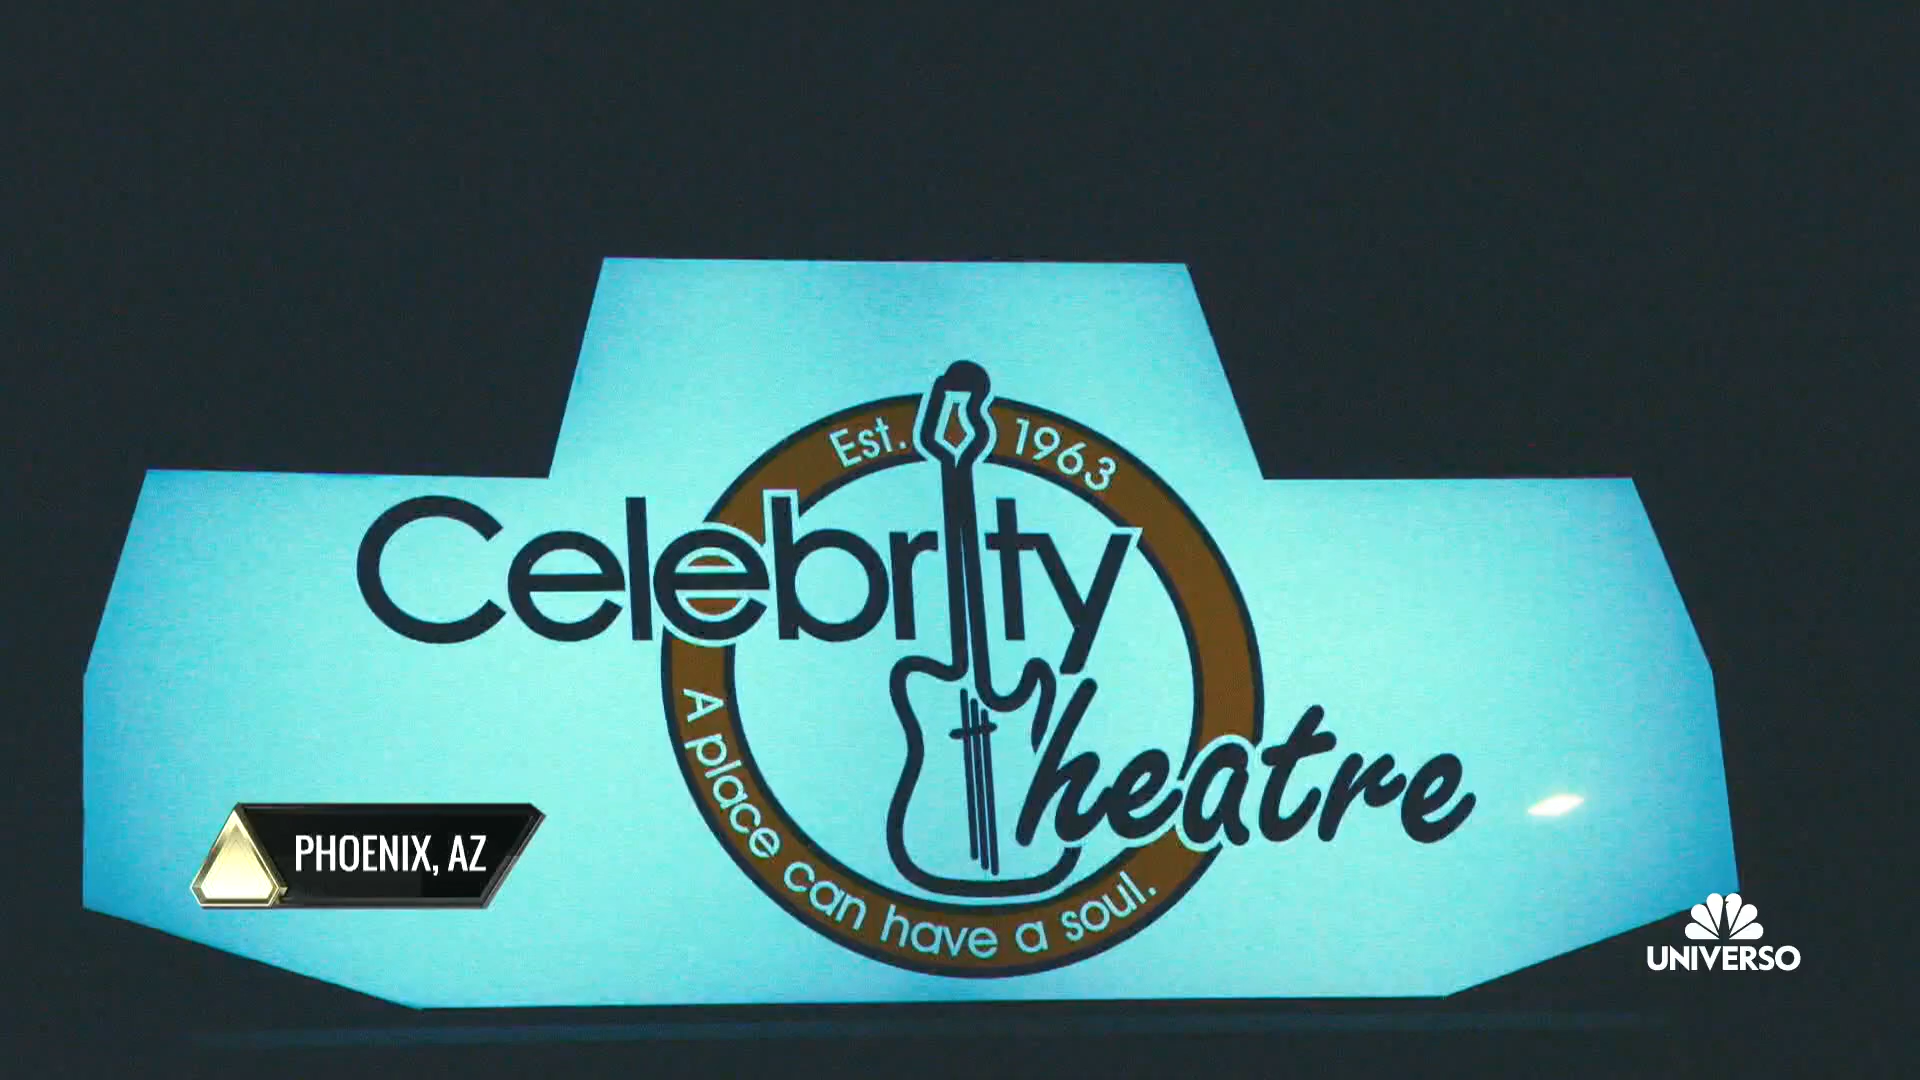 Est. 1963
Celebrity
Theatre
A place can have a soul.
PHOENIX, AZ
UNIVERSO